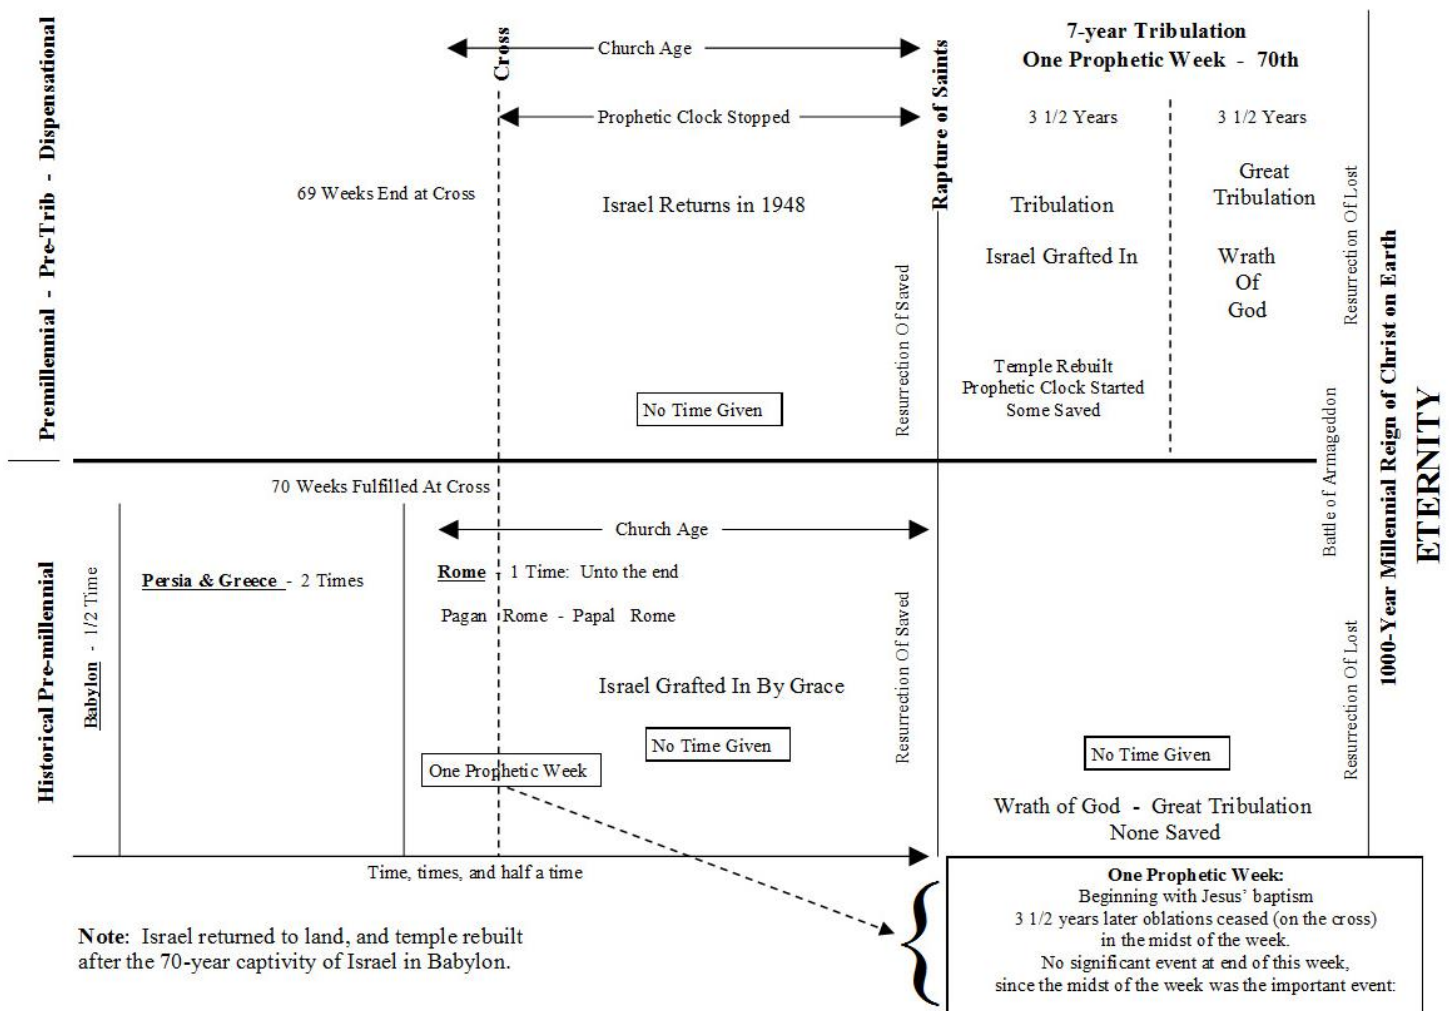 Premillennial - Pre-Trib - Dispensational
Church Age
Cross
Prophetic Clock Stopped
69 Weeks End at Cross
Israel Returns in 1948
No Time Given
Resurrection Of Saved
Rapture of Saints
7-year Tribulation
One Prophetic Week - 70th
3 1/2 Years
3 1/2 Years
Tribulation
Israel Grafted In
Temple Rebuilt
Prophetic Clock Started
Some Saved
Great
Tribulation
Wrath
Of
God
Resurrection Of Lost
Battle of Armageddon
1000-Year Millennial Reign of Christ on Earth
ETERNITY
Historical Pre-millennial
70 Weeks Fulfilled At Cross
Babylon - 1/2 Time
Persia & Greece - 2 Times
Church Age
Rome - 1 Time: Unto the end
Pagan Rome - Papal Rome
Israel Grafted In By Grace
No Time Given
One Prophetic Week
Resurrection Of Saved
No Time Given
Wrath of God - Great Tribulation
None Saved
Resurrection Of Lost
Time, times, and half a time
Note: Israel returned to land, and temple rebuilt
after the 70-year captivity of Israel in Babylon.
One Prophetic Week:
Beginning with Jesus' baptism
3 1/2 years later oblations ceased (on the cross)
in the midst of the week.
No significant event at end of this week,
since the midst of the week was the important event: